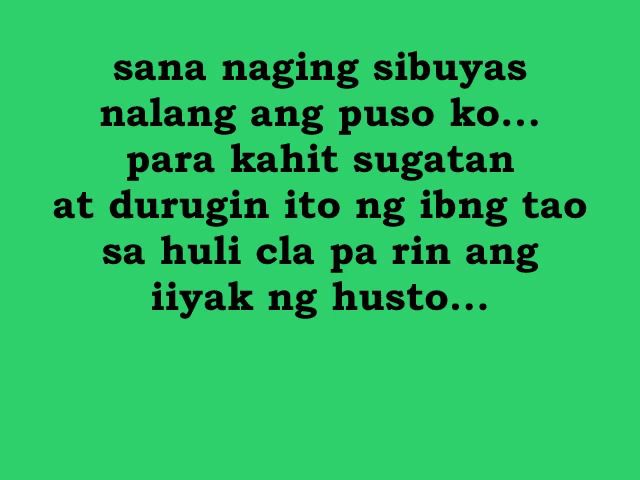 sana naging sibuyas
nalang ang puso ko...
para kahit sugatan
at durugin ito ng ibng tao
sa huli cla pa rin ang
iiyak ng husto...